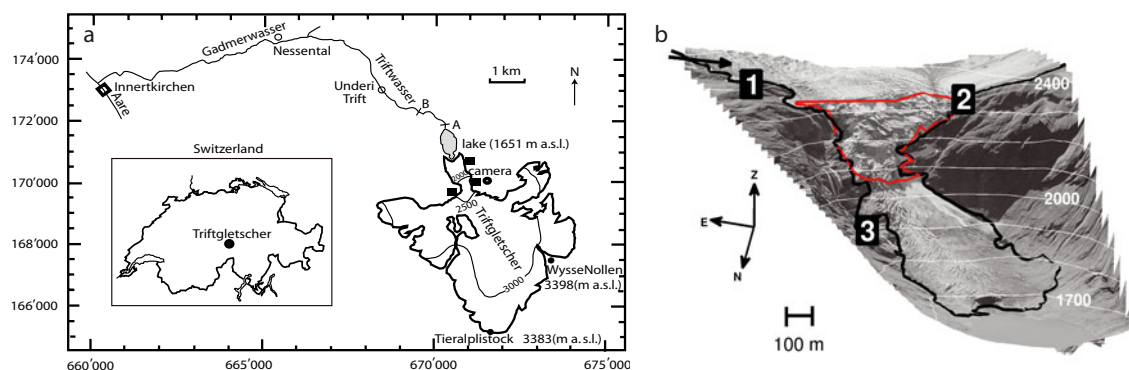 a
174'000
172'000
170'000
168'000
166'000
660'000
665'000
670'000
675'000
Gadmerwasser
Nessental
Innertkirchen
Aare
Triftwasser
Underi
Trift
B
A
1 km
N
lake (1651 m a.s.l.)
camera
2500
Triftgletscher
3000
WysseNollen
3398(m a.s.l.)
Tieralplistock 3383(m a. s.l.)
Switzerland
Triftgletscher
b
1
2
3
2400
2000
1700
Z
E
N
100 m